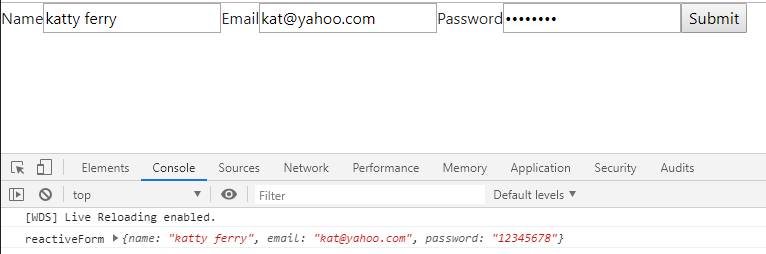 Name katty ferry Email kat@yahoo.com Password •••••••• Submit
Elements Console Sources Network Performance Memory Application Security Audits
top ▼ Filter Default levels ▼
[WDS] Live Reloading enabled.
reactiveForm ▶ {name: "katty ferry", email: "kat@yahoo.com", password: "12345678"}